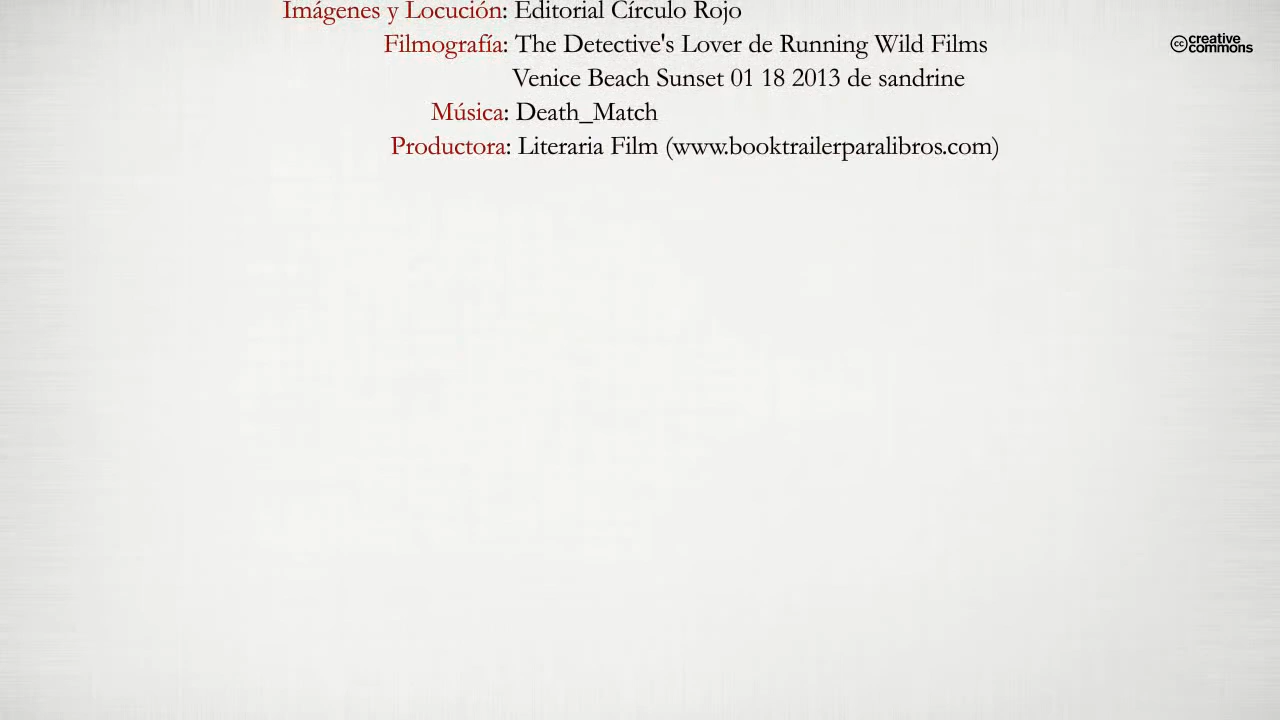 Imágenes y Locución: Editorial Círculo Rojo
Filmografía: The Detective's Lover de Running Wild Films
Venice Beach Sunset 01 18 2013 de sandrine
Música: Death_Match
Productora: Literaria Film (www.booktrailerparalibros.com)
cc creative
commons